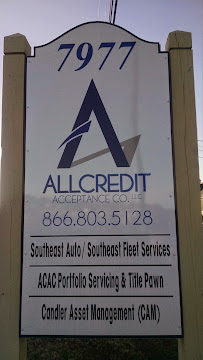 7977
ALLCREDIT
ACCEPTANCE CO., LLC
866.803.5128
Southeast Auto / Southeast Fleet Services
ACAC Portfolio Servicing & Title Pawn
Candler Asset Management (CAM)